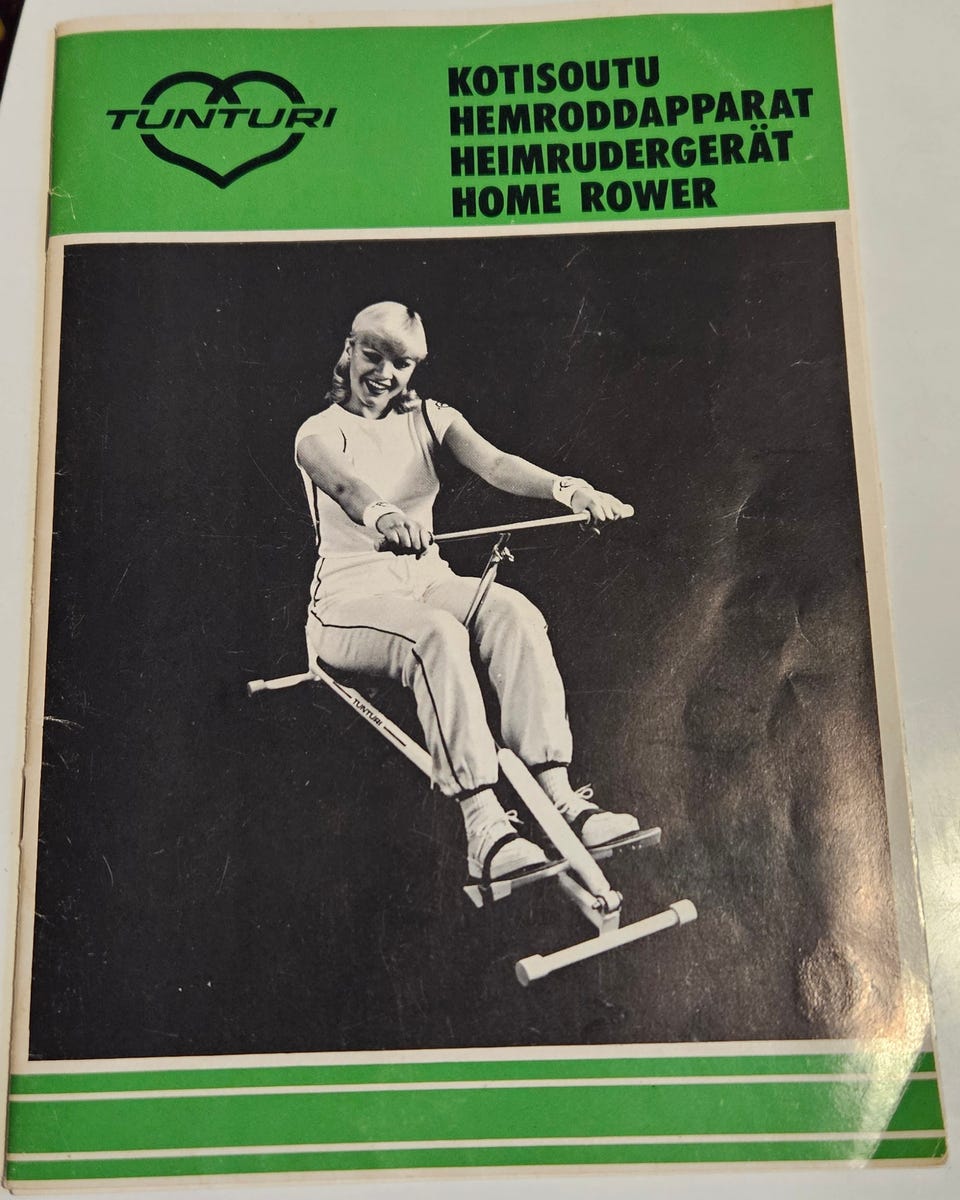 TUNTURI
KOTISOUTU
HEMRODDAPPARAT
HEIMRUDERGERÄT
HOME ROWER
TUNTURI